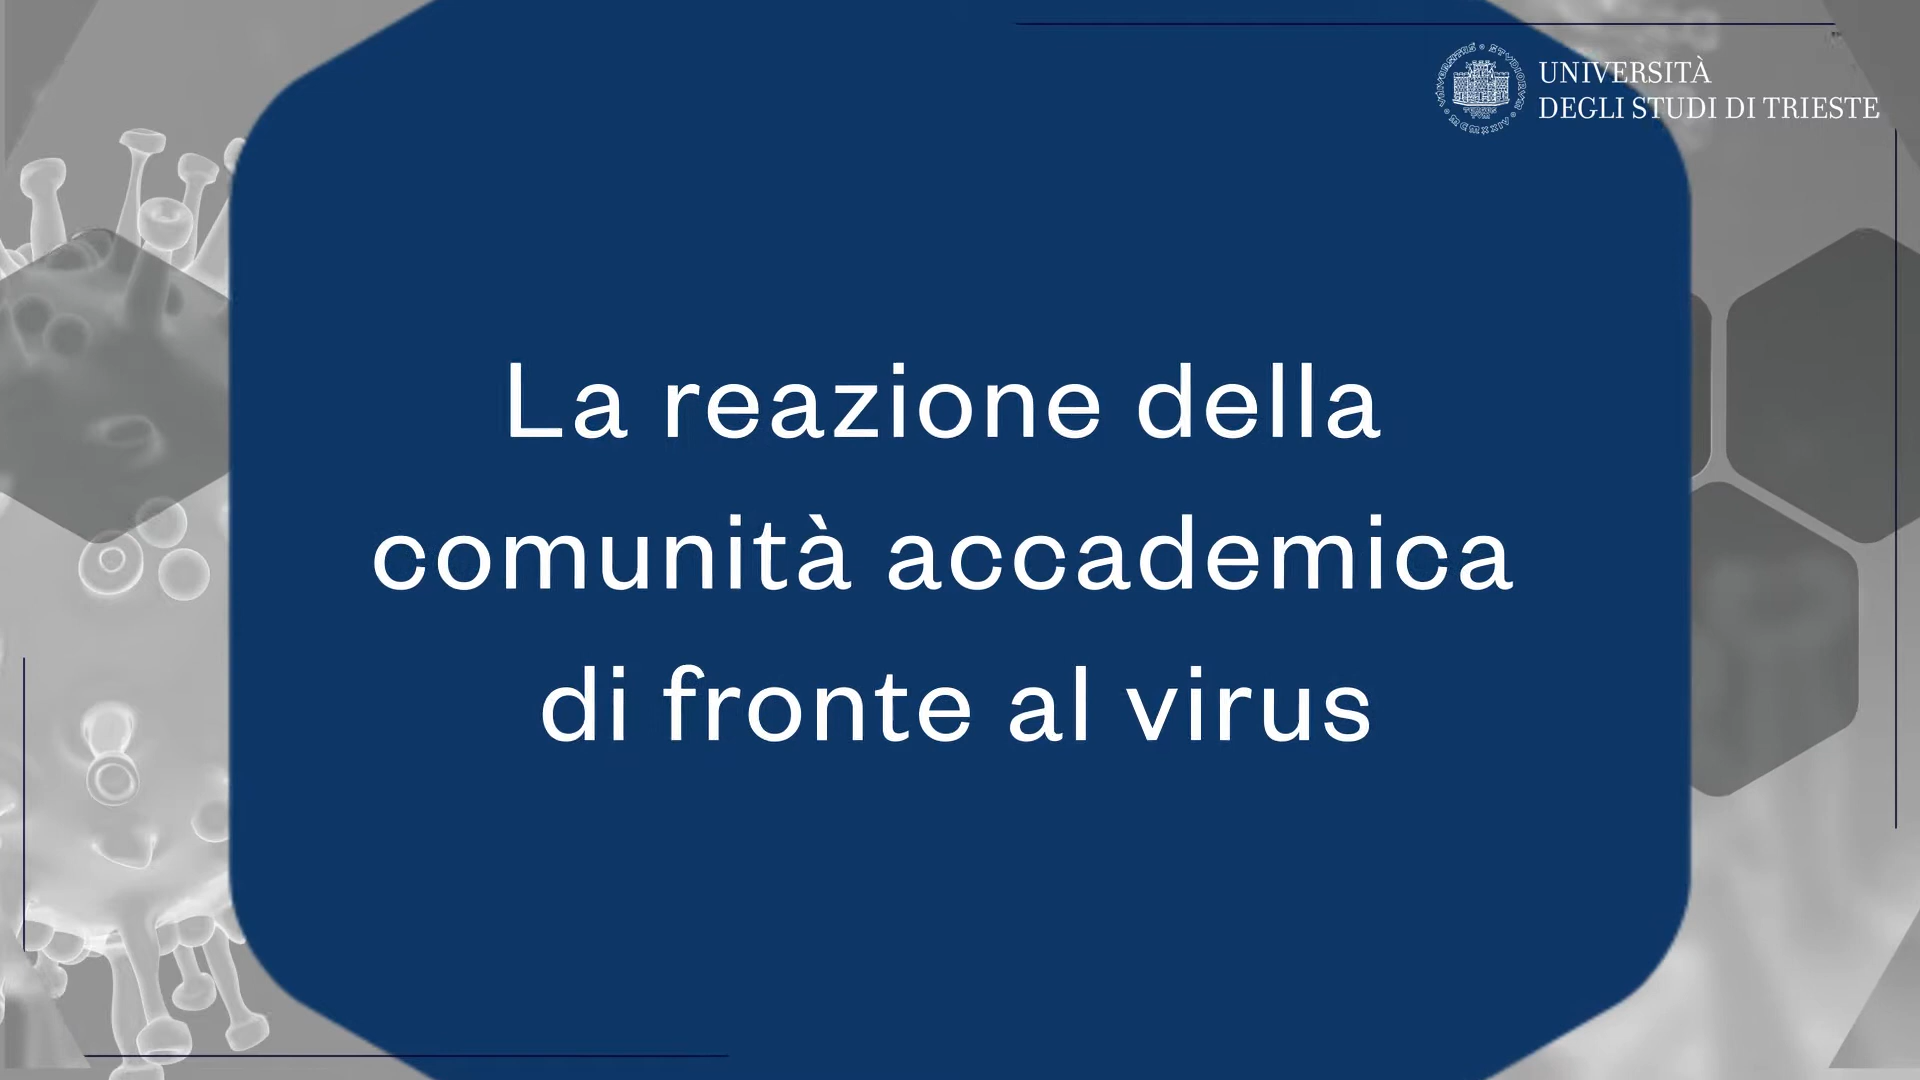 UNIVERSITÀ
DEGLI STUDI DI TRIESTE
La reazione della
comunità accademica
di fronte al virus